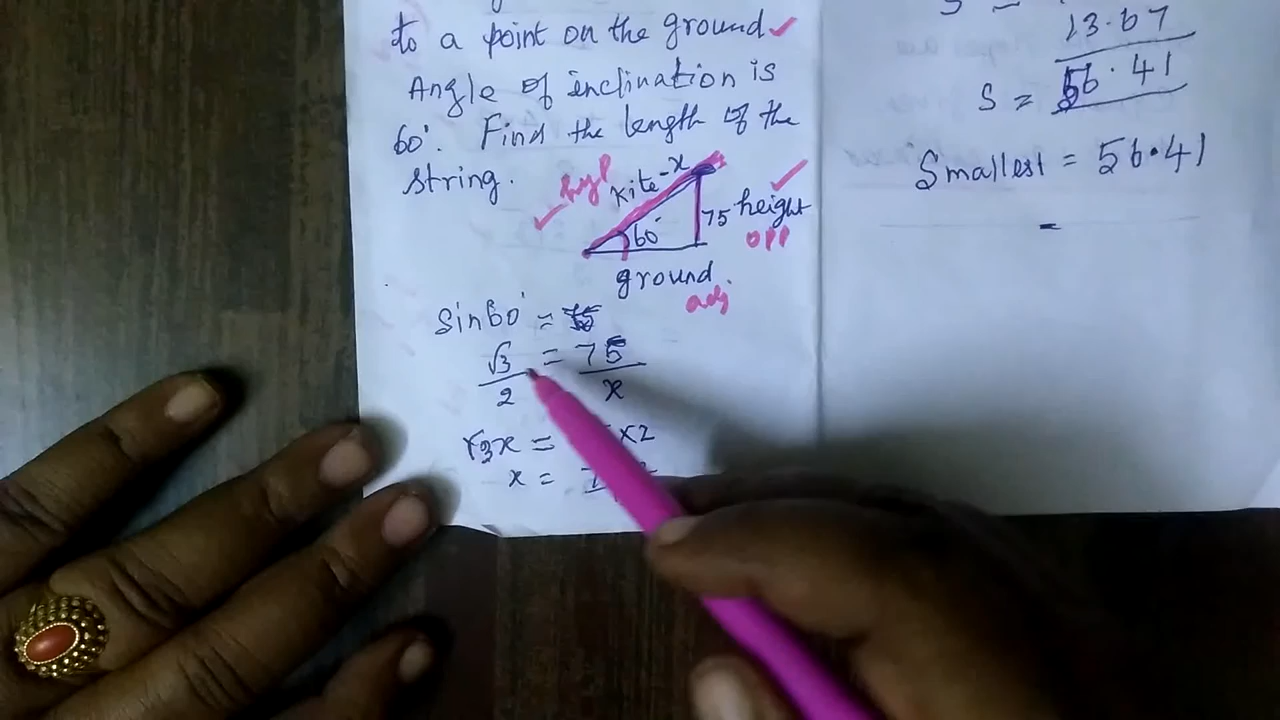 to a point on the ground ✓
Angle of inclination is
60°. Find the length of the
string.
hyp
kite-x
60°
75 height
opp
ground
adj
Sin60° =
√3 = 75
2 x
√3x = x2
x =
13.67
S = 56.41
Smallest = 56.41